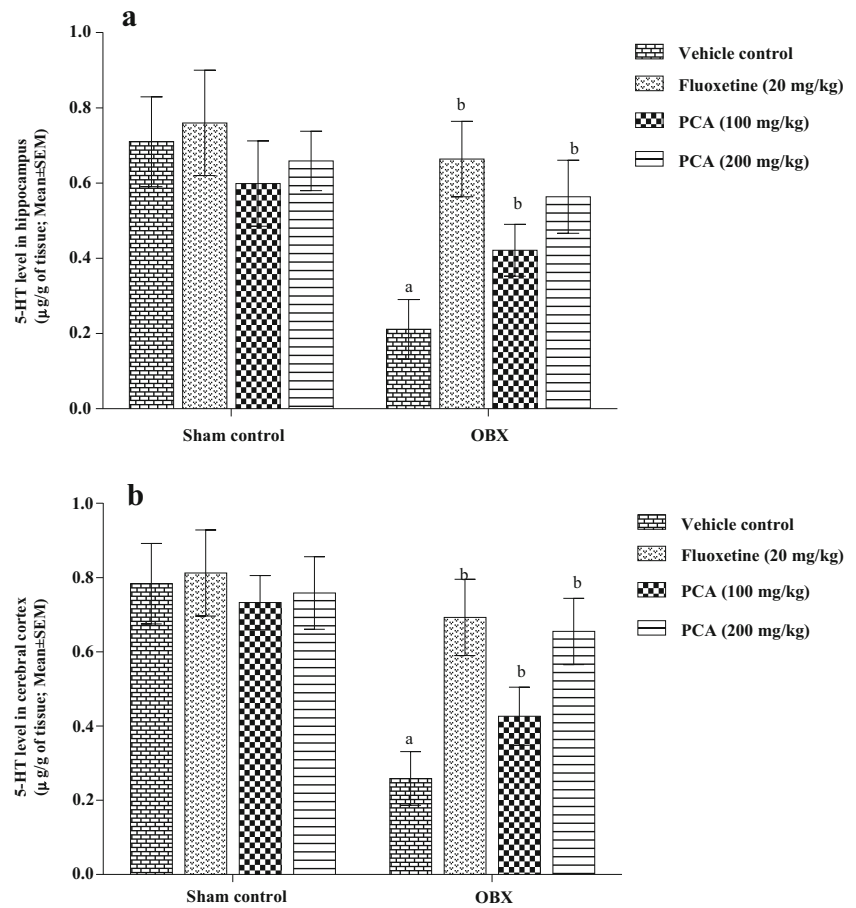 a
5-HT level in hippocampus
(µ g/g of tissue; Mean±SEM)
1.0
0.8
0.6
0.4
0.2
0.0
a
b
b
b
Sham control
OBX
Vehicle control
Fluoxetine (20 mg/kg)
PCA (100 mg/kg)
PCA (200 mg/kg)
b
5-HT level in cerebral cortex
(µ g/g of tissue; Mean±SEM)
1.0
0.8
0.6
0.4
0.2
0.0
a
b
b
b
Sham control
OBX
Vehicle control
Fluoxetine (20 mg/kg)
PCA (100 mg/kg)
PCA (200 mg/kg)